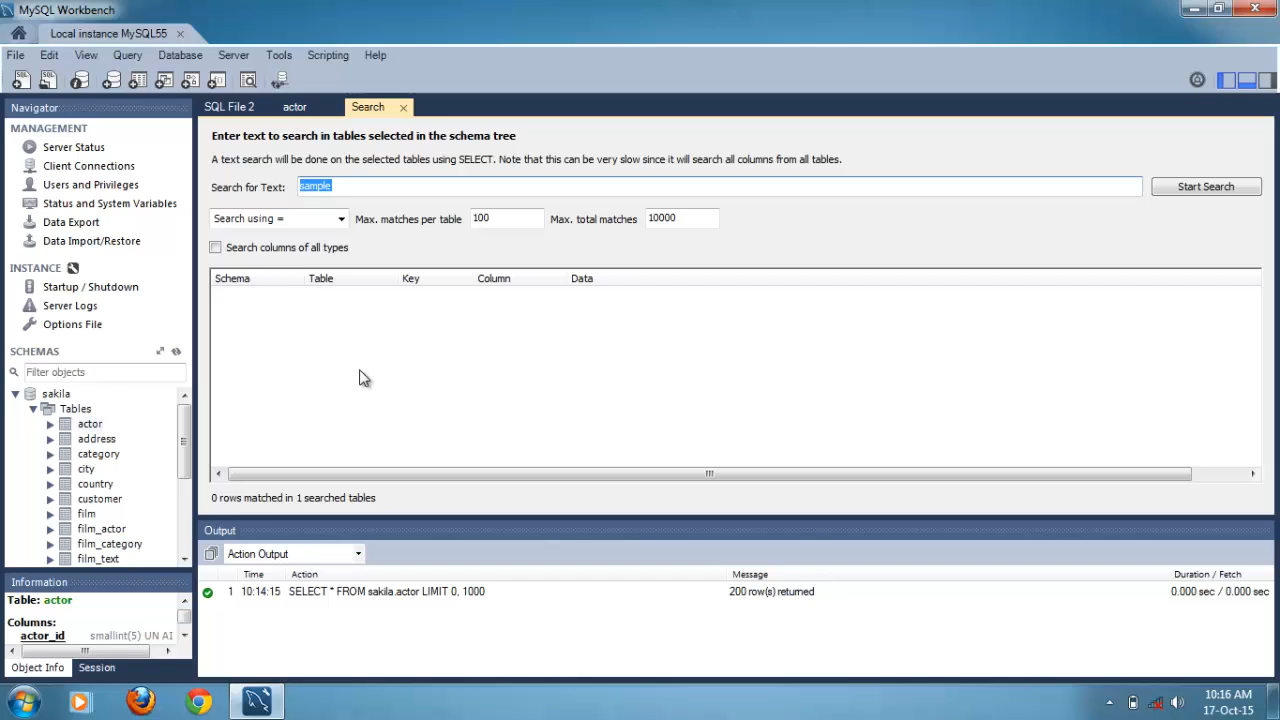 MySQL Workbench
Local instance MySQL55
File Edit View Query Database Server Tools Scripting Help
Navigator
MANAGEMENT
Server Status
Client Connections
Users and Privileges
Status and System Variables
Data Export
Data Import/Restore
INSTANCE
Startup / Shutdown
Server Logs
Options File
SCHEMAS
Filter objects
sakila
Tables
actor
address
category
city
country
customer
film
film_actor
film_category
film_text
Information
Table: actor
Columns:
actor_id smallint(5) UN AI
Object Info Session
SQL File 2 actor Search
Enter text to search in tables selected in the schema tree
A text search will be done on the selected tables using SELECT. Note that this can be very slow since it will search all columns from all tables.
Search for Text: sample Start Search
Search using = Max. matches per table 100 Max. total matches 10000
Search columns of all types
Schema Table Key Column Data
0 rows matched in 1 searched tables
Output
Action Output
Time Action Message Duration / Fetch
1 10:14:15 SELECT * FROM sakila.actor LIMIT 0, 1000 200 row(s) returned 0.000 sec / 0.000 sec
10:16 AM
17-Oct-15